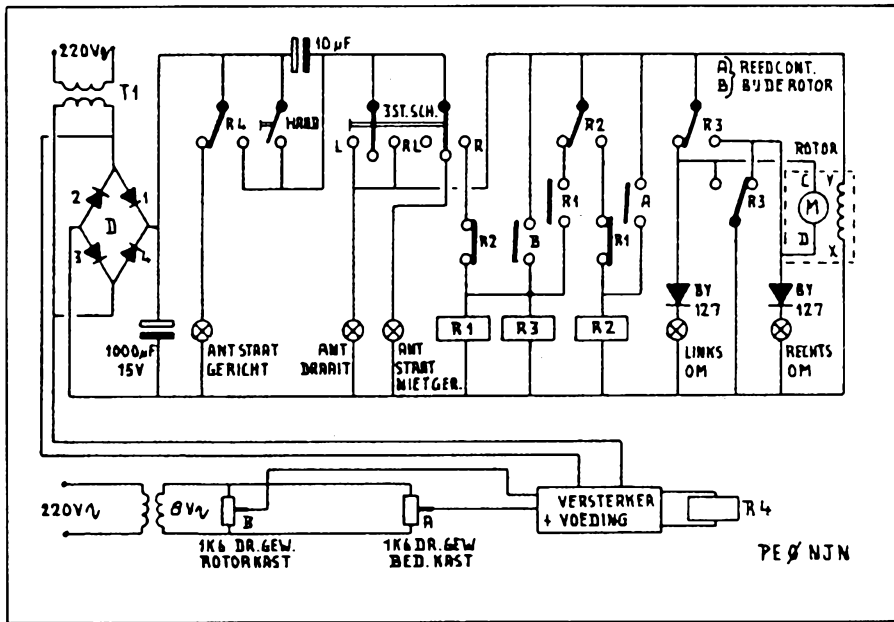 220V∿
T1
2
1
D
3
4
1000µF
15V
10µF
R4
HAND
3ST.SCH.
L
RL
R
ANT STAAT
GERICHT
ANT
DRAAIT
ANT
STAAT
NIETGER.
R2
B
R1
R2
R1
A
R1
R3
R2
A } REEDCONT.
B } BIJ DE ROTOR
R3
ROTOR
R3
C
M
D
Y
X
BY
127
BY
127
LINKS
OM
RECHTS
OM
220V∿
8V∿
B
A
1K6 DR.GEW.
ROTORKAST
1K6 DR.GEW
BED. KAST
VERSTERKER
+ VOEDING
R4
PEØNJN